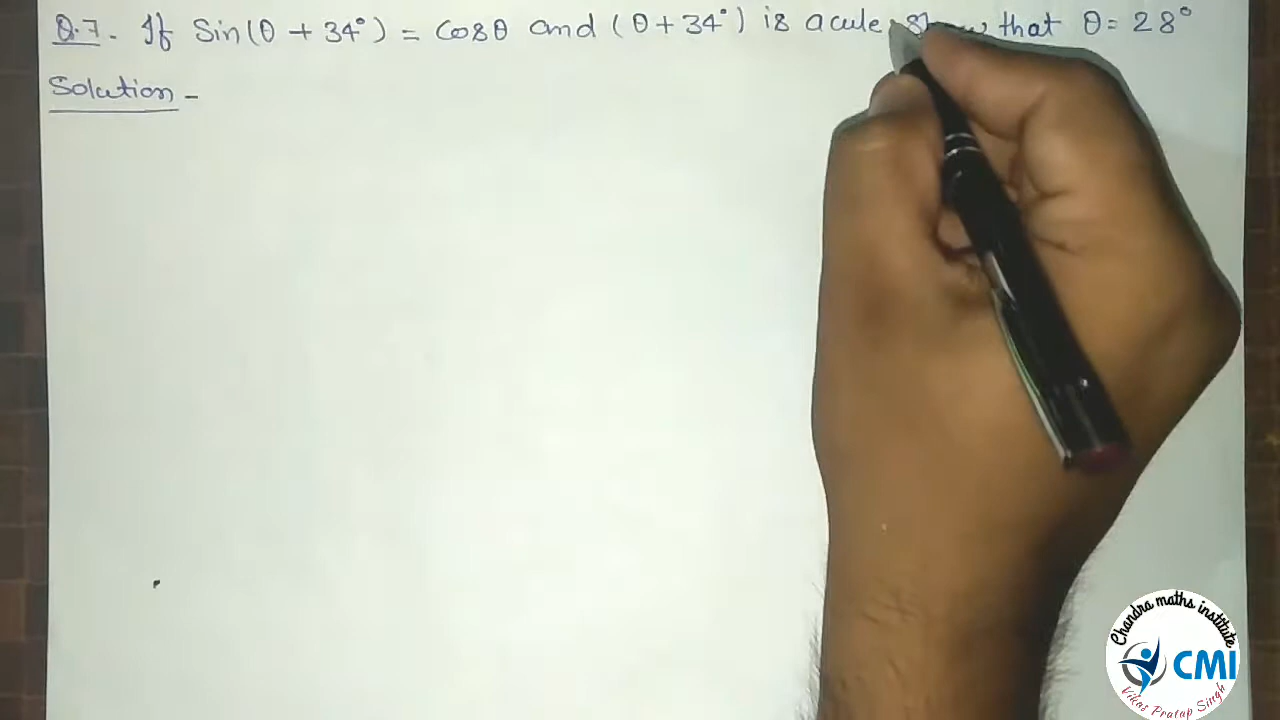 Q.7. If Sin(θ + 34°) = cosθ and (θ + 34°) is acute, show that θ = 28°
Solution -
Chandra maths institute
CMI
Vikas Pratap Singh